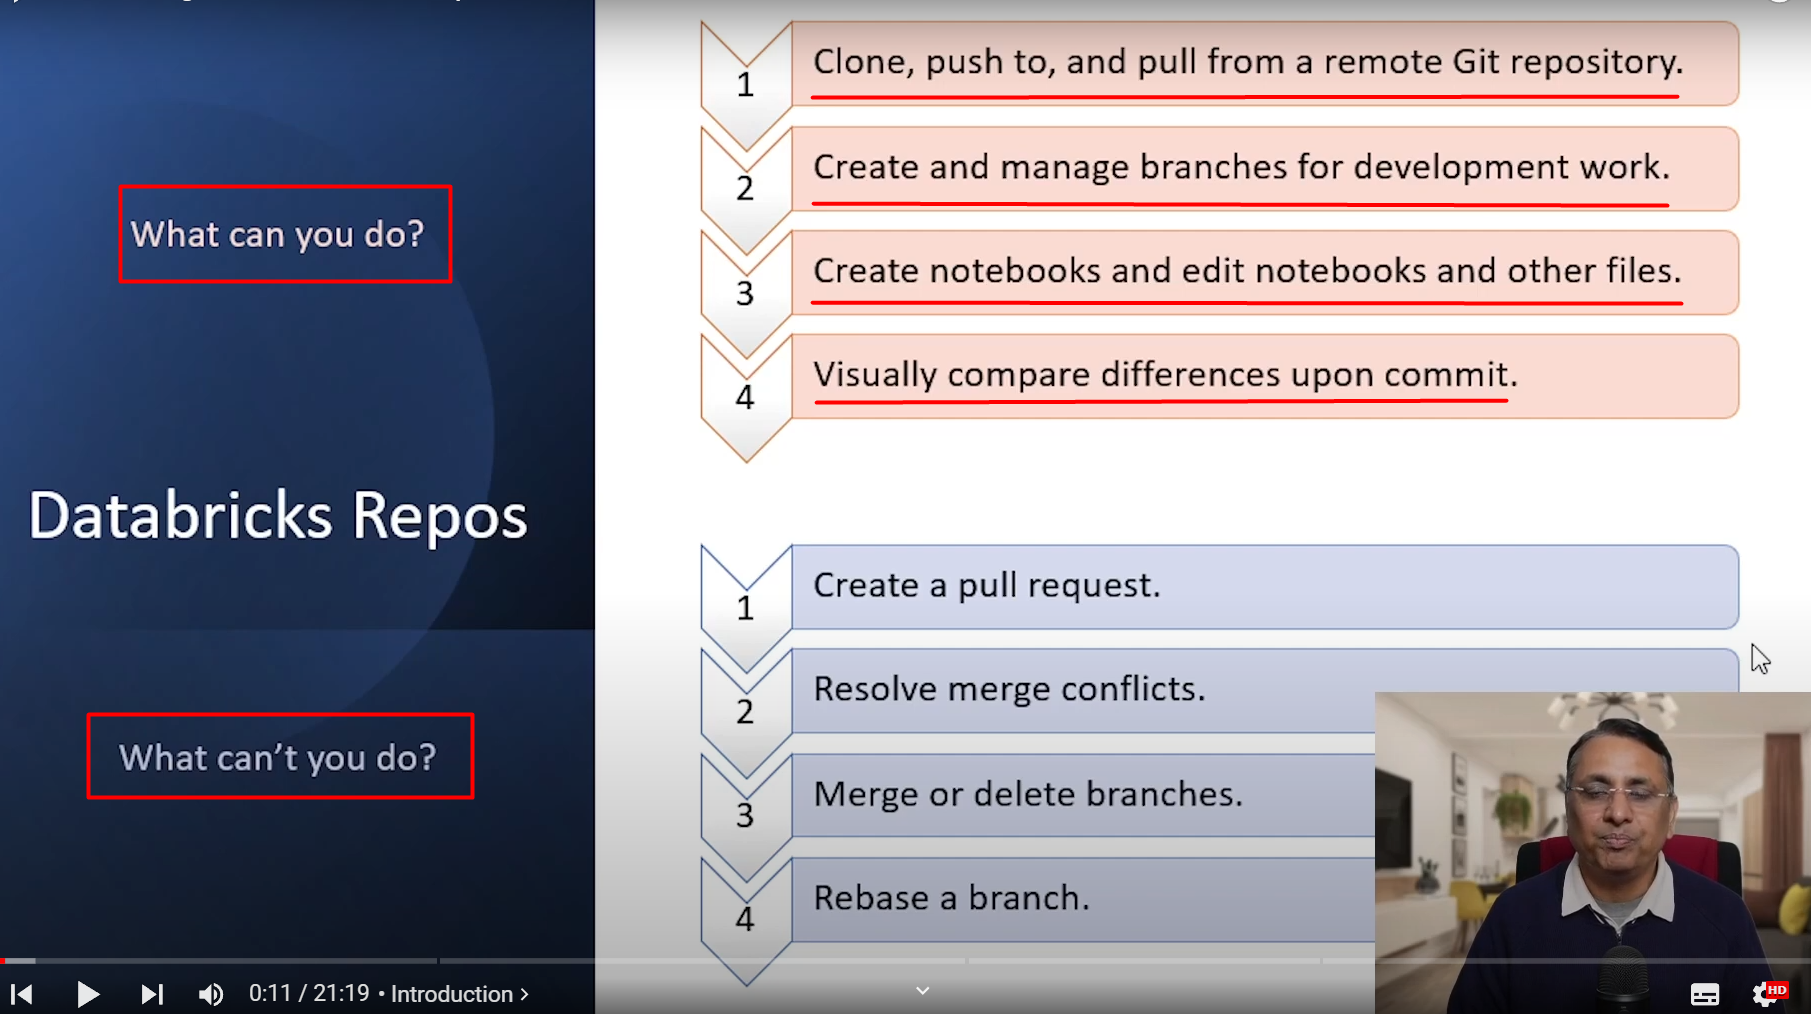 What can you do?
1
Clone, push to, and pull from a remote Git repository.
2
Create and manage branches for development work.
3
Create notebooks and edit notebooks and other files.
4
Visually compare differences upon commit.
Databricks Repos
What can't you do?
1
Create a pull request.
2
Resolve merge conflicts.
3
Merge or delete branches.
4
Rebase a branch.
0:11 / 21:19 • Introduction >
HD